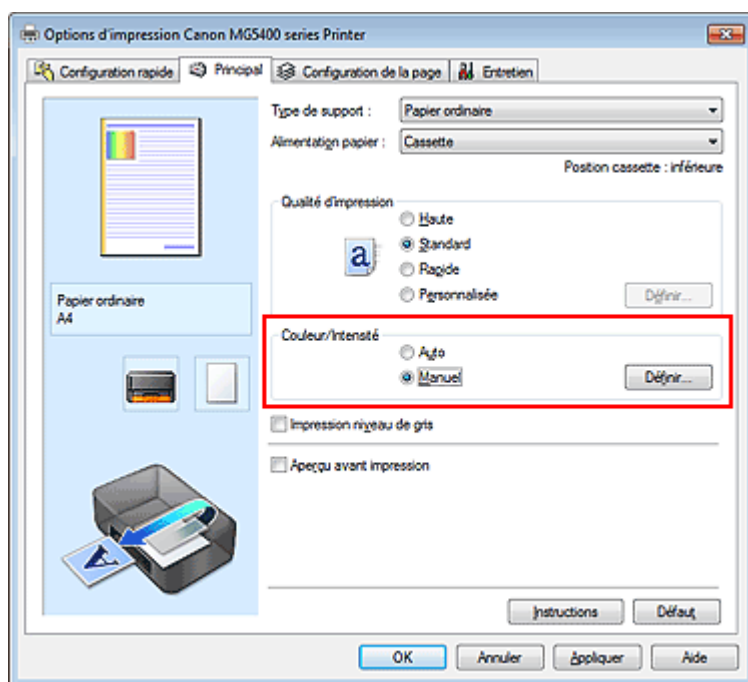 Options d'impression Canon MG5400 series Printer
Configuration rapide Principal Configuration de la page Entretien
Type de support : Papier ordinaire
Alimentation papier : Cassette
Position cassette : inférieure
Qualité d'impression
Haute
a Standard
Rapide
Personnalisée Définir...
Papier ordinaire
A4
Couleur/Intensité
Auto
Manuel Définir...
Impression niveau de gris
Aperçu avant impression
A
Instructions Défaut
OK Annuler Appliquer Aide